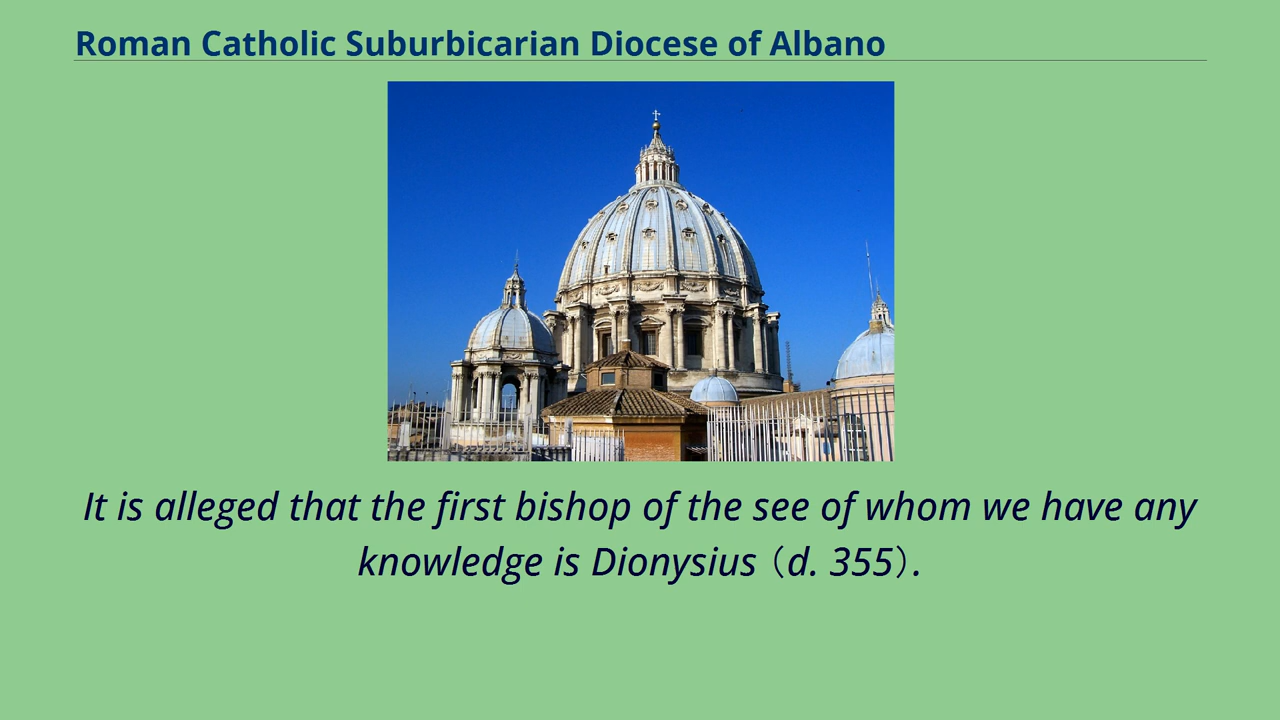 Roman Catholic Suburbicarian Diocese of Albano
It is alleged that the first bishop of the see of whom we have any
knowledge is Dionysius（d. 355）.